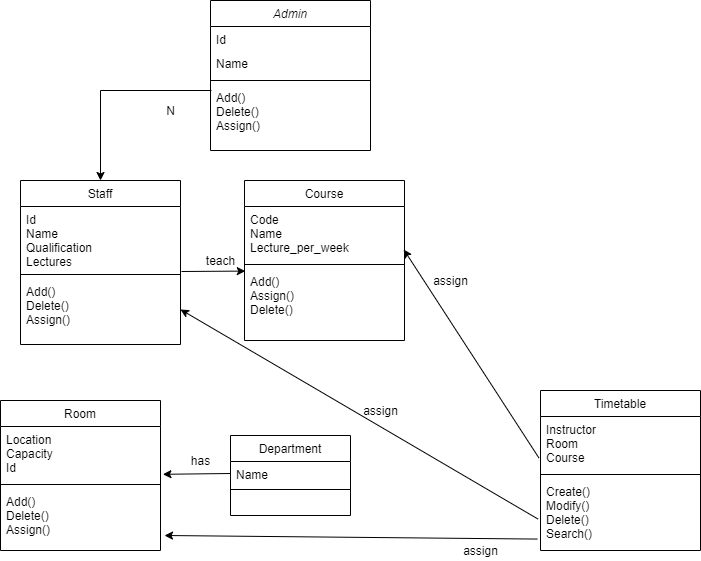 Admin
Id
Name
Add()
Delete()
Assign()
N
Staff
Id
Name
Qualification
Lectures
Add()
Delete()
Assign()
teach
Course
Code
Name
Lecture_per_week
Add()
Assign()
Delete()
assign
assign
Room
Location
Capacity
Id
Add()
Delete()
Assign()
has
Department
Name
Timetable
Instructor
Room
Course
Create()
Modify()
Delete()
Search()
assign